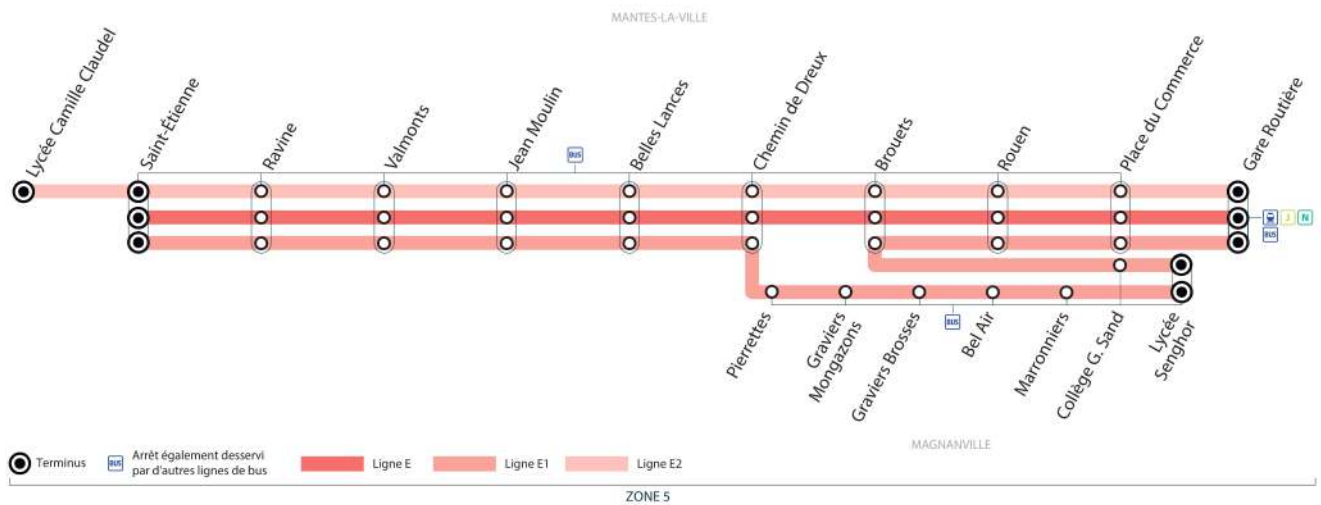 MANTES-LA-VILLE
Lycée Camille Claudel
Saint-Étienne
Ravine
Valmonts
Jean Moulin
Belles Lances
Chemin de Dreux
Brouets
Rouen
Place du Commerce
Gare Routière
BUS
J
N
BUS
BUS
Pierrettes
Graviers
Mongazons
Graviers Brosses
Bel Air
Marronniers
Collège G. Sand
Lycée
Senghor
MAGNANVILLE
Terminus
BUS
Arrêt également desservi
par d'autres lignes de bus
Ligne E
Ligne E1
Ligne E2
ZONE 5